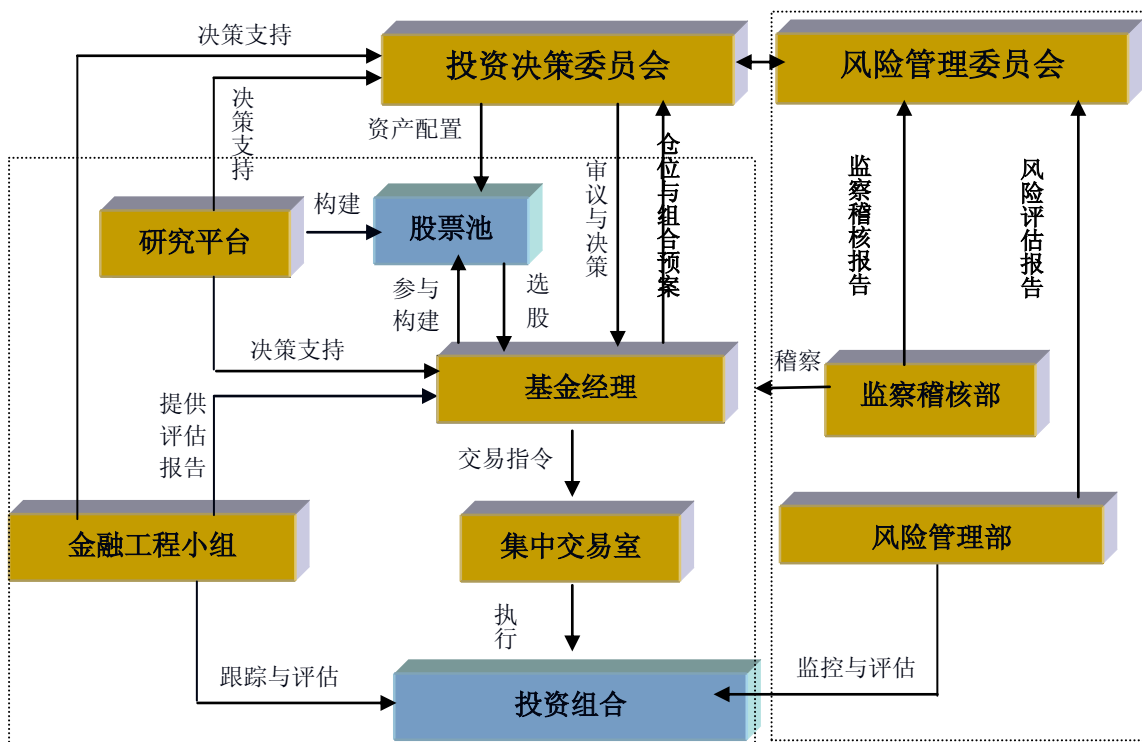 决策支持
投资决策委员会
风险管理委员会
决策支持
资产配置
审议与决策
仓位与组合预案
监察稽核报告
风险评估报告
研究平台
构建
股票池
参与
构建
选股
决策支持
基金经理
稽察
监察稽核部
提供
评估
报告
交易指令
金融工程小组
集中交易室
风险管理部
执行
跟踪与评估
投资组合
监控与评估